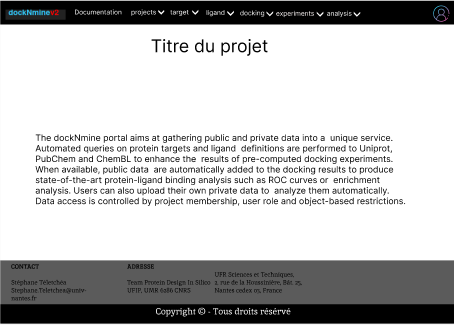 dockNmineV2 Documentation projects target ligand docking experiments analysis
Titre du projet
The dockNmine portal aims at gathering public and private data into a unique service.
Automated queries on protein targets and ligand definitions are performed to Uniprot,
PubChem and ChemBL to enhance the results of pre-computed docking experiments.
When available, public data are automatically added to the docking results to produce
state-of-the-art protein-ligand binding analysis such as ROC curves or enrichment
analysis. Users can also upload their own private data to analyze them automatically.
Data access is controlled by project membership, user role and object-based restrictions.
CONTACT
Stéphane Téletchéa
Stephane.Teletchea@univ-
nantes.fr
ADRESSE
Team Protein Design In Silico
UFIP, UMR 6286 CNRS
UFR Sciences et Techniques,
2, rue de la Houssinière, Bât. 25,
Nantes cedex 03, France
Copyright © - Tous droits résérvé